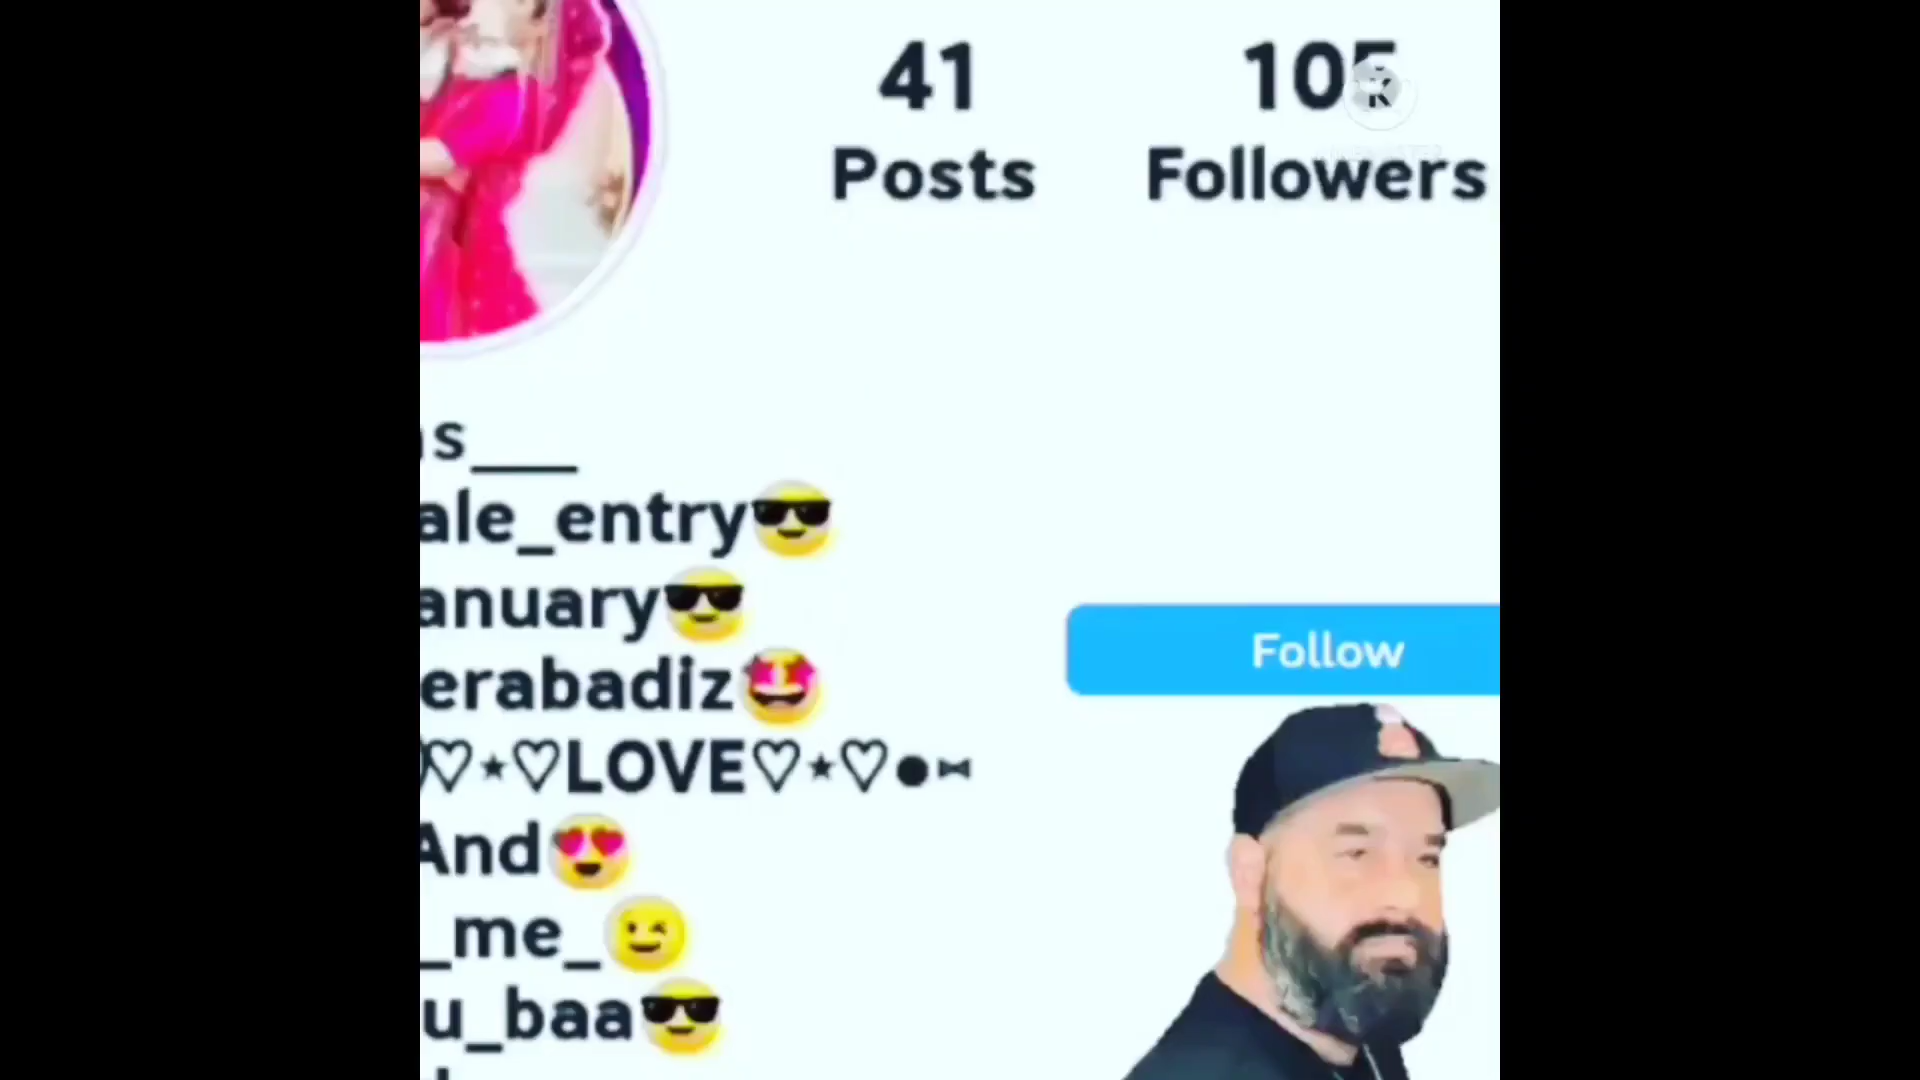 41
105
Posts
Followers
s___
ale_entry😎
anuary😎
Follow
erabadiz🤩
♡⋆♡LOVE♡⋆♡●⑅
And😍
_me_😉
u_baa😎